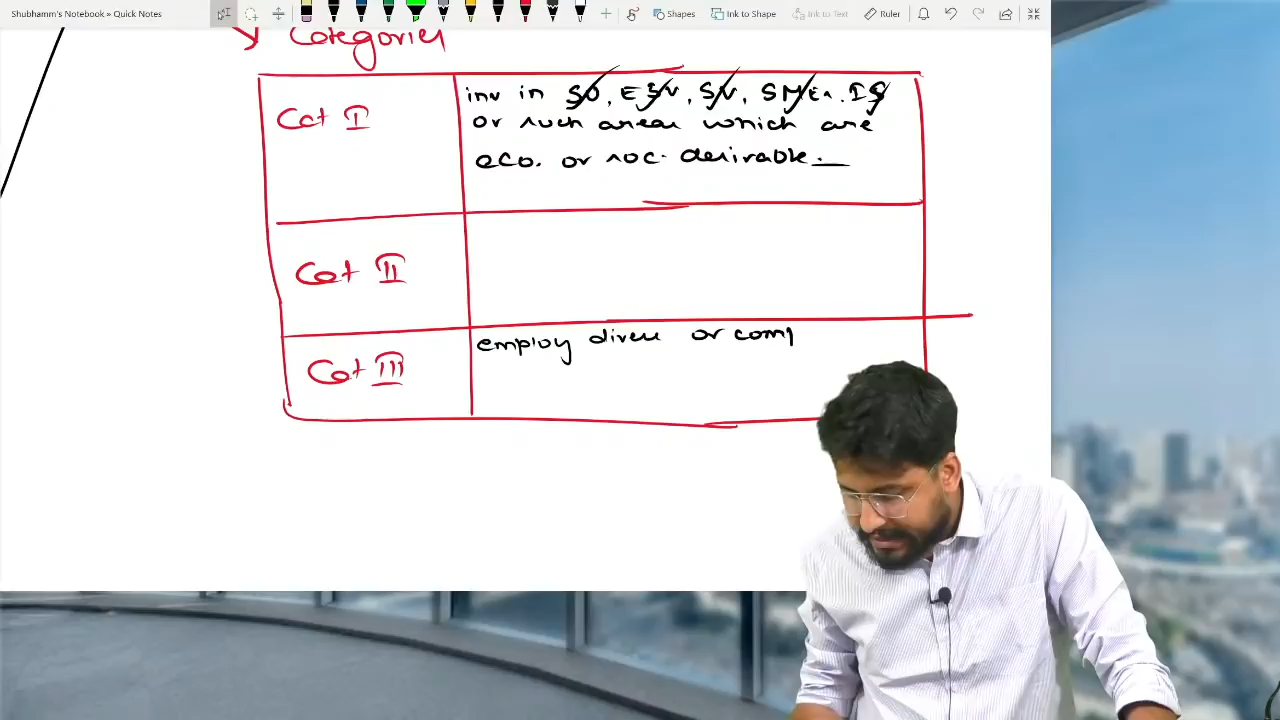 Shubhamm's Notebook » Quick Notes
Shapes
Ink to Shape
Ink to Text
Ruler
Categories
Cat I
inv in SU, ESV, SV, SMEs. IS
or such areas which are
eco. or soc. desirable.
Cat II
Cat III
employ diverse or comp